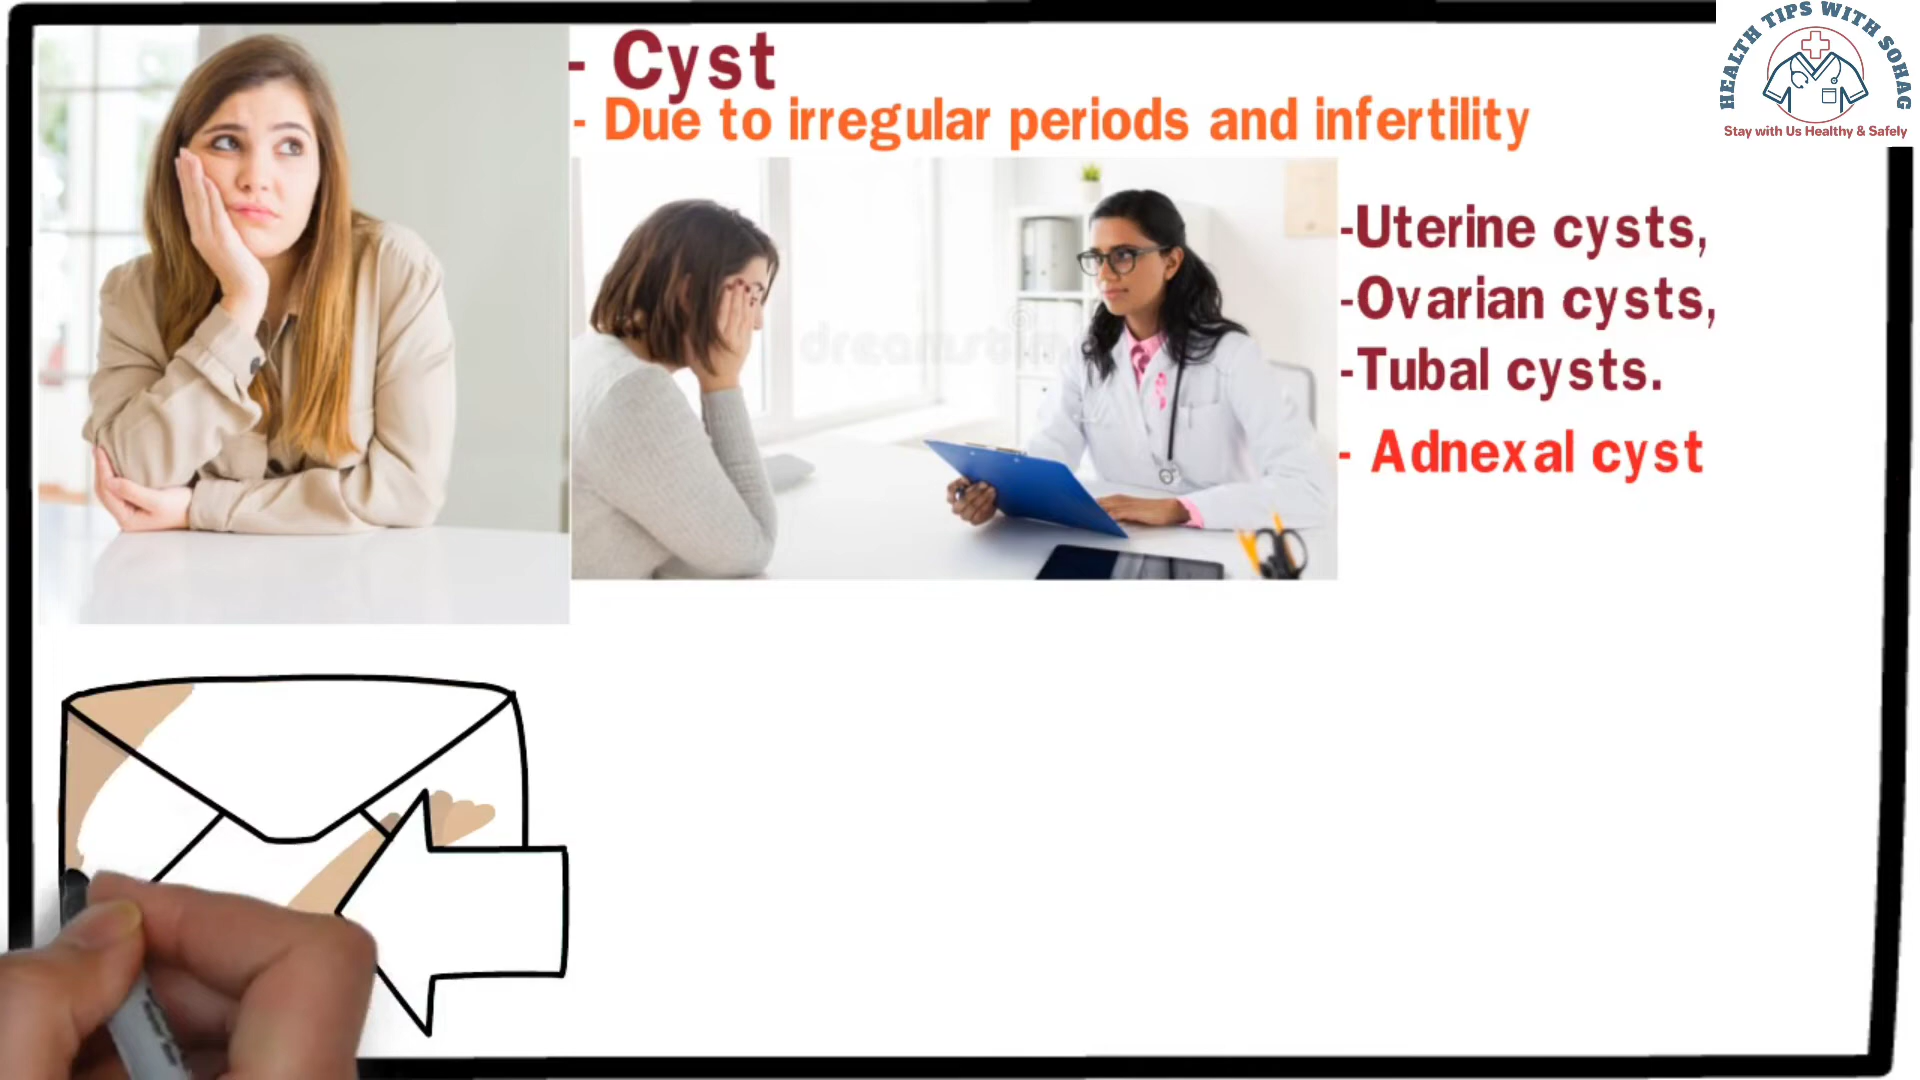 - Cyst
- Due to irregular periods and infertility
HEALTH TIPS WITH SOHAG
Stay with Us Healthy & Safely
-Uterine cysts,
-Ovarian cysts,
-Tubal cysts.
- Adnexal cyst